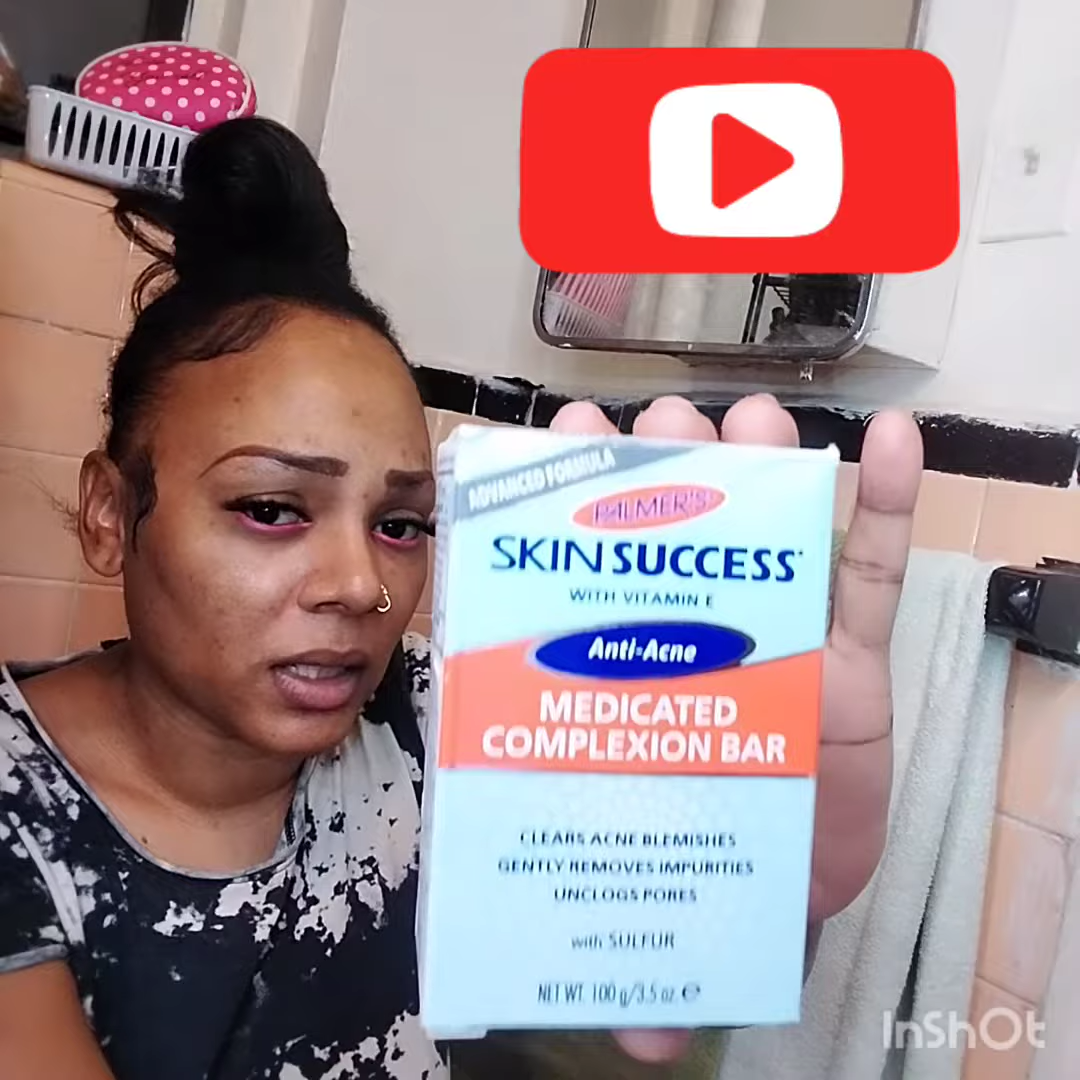 ADVANCED FORMULA
PALMER'S
SKIN SUCCESS
WITH VITAMIN E
Anti-Acne
MEDICATED
COMPLEXION BAR
CLEARS ACNE BLEMISHES
GENTLY REMOVES IMPURITIES
UNCLOGS PORES
with SULFUR
NET WT. 100 g/3.5 oz. ℮
InShOt